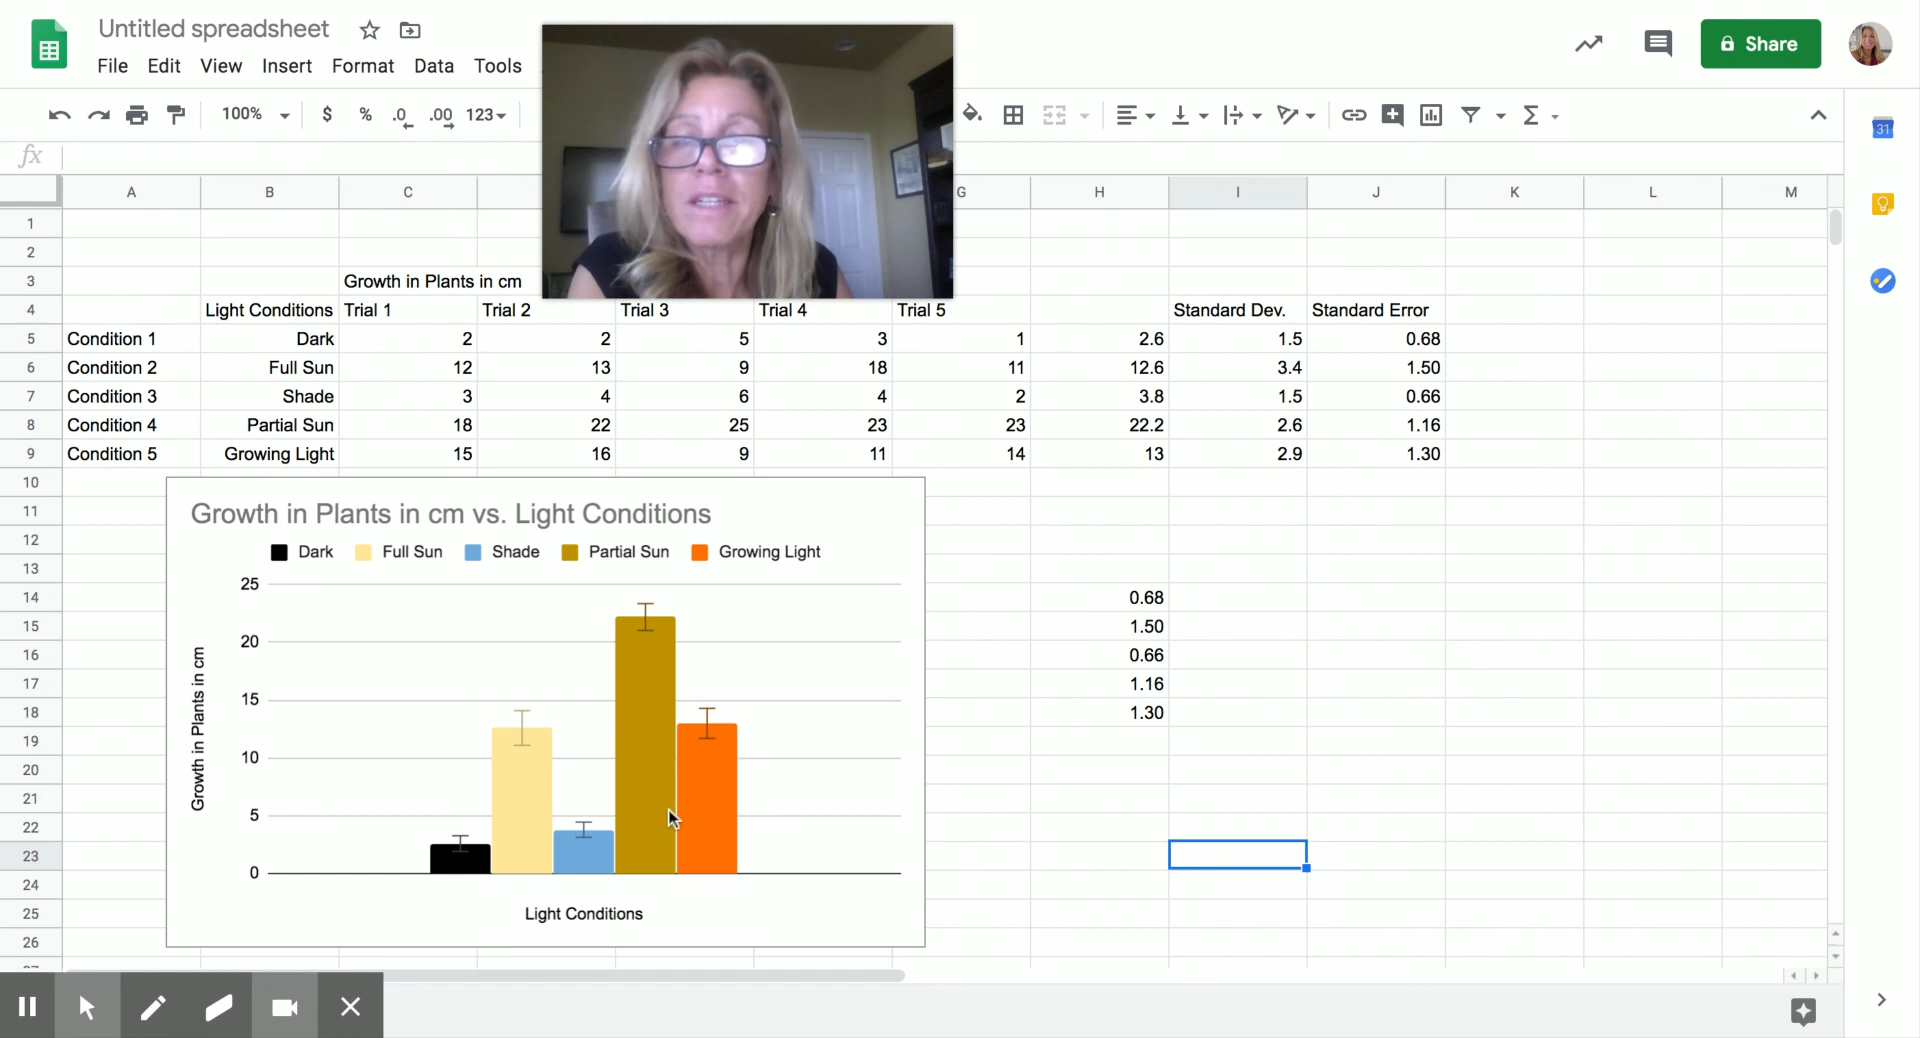 Untitled spreadsheet
File Edit View Insert Format Data Tools
Share
100% $ % .0 .00 123
31
fx
A B C G H I J K L M
1
2
3 Growth in Plants in cm
4 Light Conditions Trial 1 Trial 2 Trial 3 Trial 4 Trial 5 Standard Dev. Standard Error
5 Condition 1 Dark 2 2 5 3 1 2.6 1.5 0.68
6 Condition 2 Full Sun 12 13 9 18 11 12.6 3.4 1.50
7 Condition 3 Shade 3 4 6 4 2 3.8 1.5 0.66
8 Condition 4 Partial Sun 18 22 25 23 23 22.2 2.6 1.16
9 Condition 5 Growing Light 15 16 9 11 14 13 2.9 1.30
10
11
12
13
14 0.68
15 1.50
16 0.66
17 1.16
18 1.30
19
20
21
22
23
24
25
26
Growth in Plants in cm vs. Light Conditions
Dark Full Sun Shade Partial Sun Growing Light
25
20
15
10
5
0
Growth in Plants in cm
Light Conditions